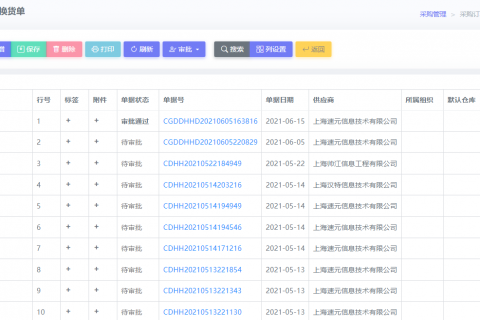 换货单
采购管理 > 采购订
保存 删除 打印 刷新 审批 搜索 列设置 返回
行号 标签 附件 单据状态 单据号 单据日期 供应商 所属组织 默认仓库
1 + + 审批通过 CGDDHHD20210605163816 2021-06-15 上海速元信息技术有限公司
2 + + 待审批 CGDDHHD20210605220829 2021-06-05 上海速元信息技术有限公司
3 + + 待审批 CDHH20210522184949 2021-05-22 上海帅江信息工程有限公司
4 + + 待审批 CDHH20210514203216 2021-05-14 上海汉特信息技术有限公司
5 + + 待审批 CDHH20210514194949 2021-05-14 上海速元信息技术有限公司
6 + + 待审批 CDHH20210514194546 2021-05-14 上海速元信息技术有限公司
7 + + 待审批 CDHH20210514171216 2021-05-14 上海速元信息技术有限公司
8 + + 待审批 CDHH20210513221854 2021-05-13 上海速元信息技术有限公司
9 + + 待审批 CDHH20210513221343 2021-05-13 上海速元信息技术有限公司
10 + + 待审批 CDHH20210513221130 2021-05-13 上海速元信息技术有限公司